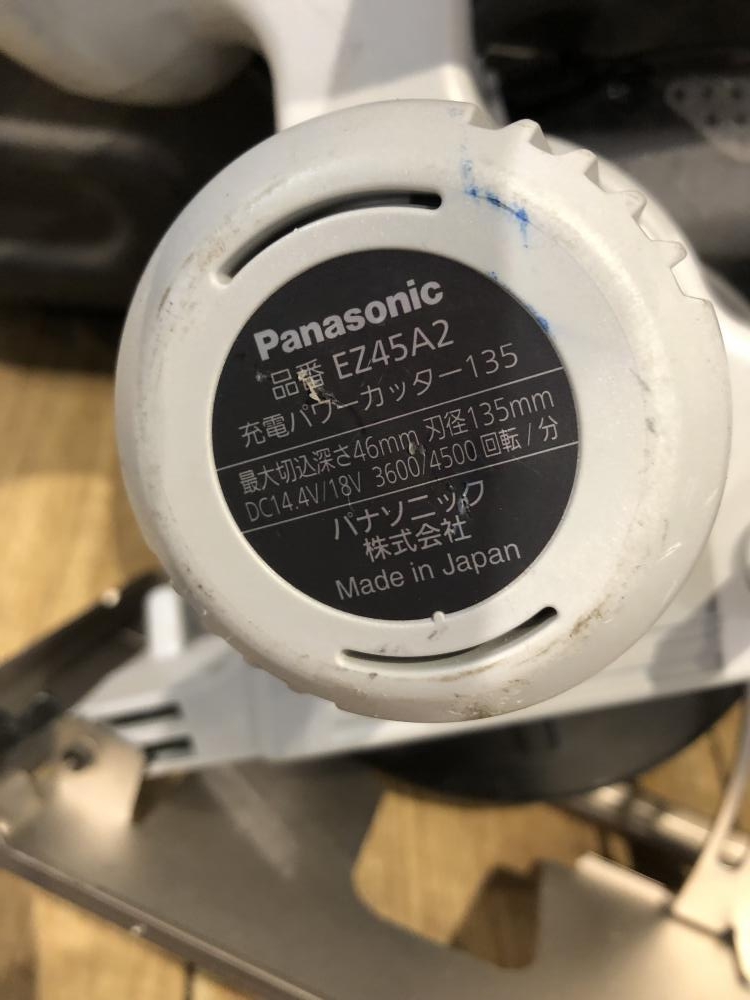 Panasonic
品番 EZ45A2
充電パワーカッター135
最大切込深さ46mm 刃径135mm
DC14.4V/18V 3600/4500 回転/分
パナソニック
株式会社
Made in Japan